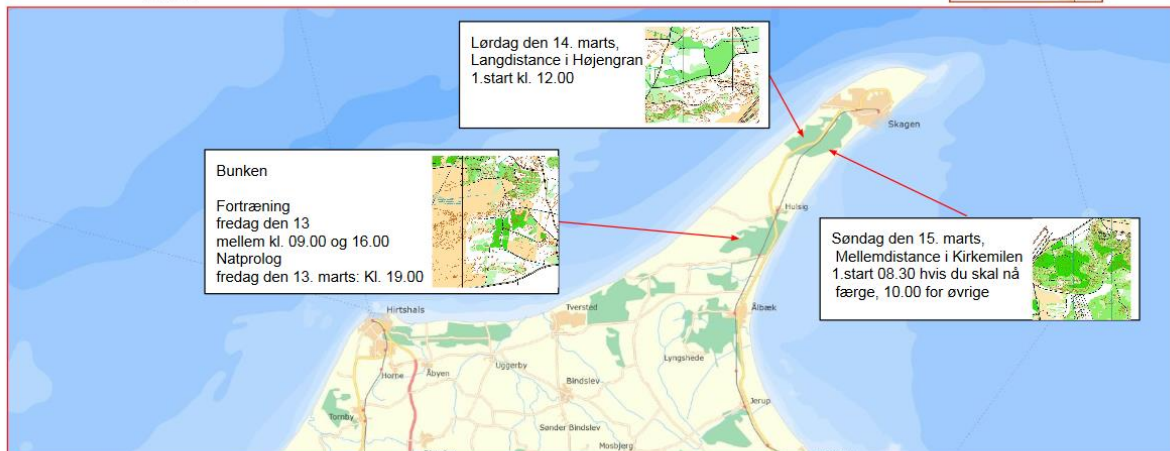 Lørdag den 14. marts,
Langdistance i Højengran
1.start kl. 12.00
Skagen
Bunken
Fortræning
fredag den 13
mellem kl. 09.00 og 16.00
Natprolog
fredag den 13. marts: Kl. 19.00
Hulsig
Søndag den 15. marts,
Mellemdistance i Kirkemilen
1.start 08.30 hvis du skal nå
færge, 10.00 for øvrige
Hirtshals
Tversted
Ålbæk
Horne
Åbyen
Uggerby
Lyngshede
Bindslev
Tornby
Jerup
Sønder Bindslev
Mosbjerg